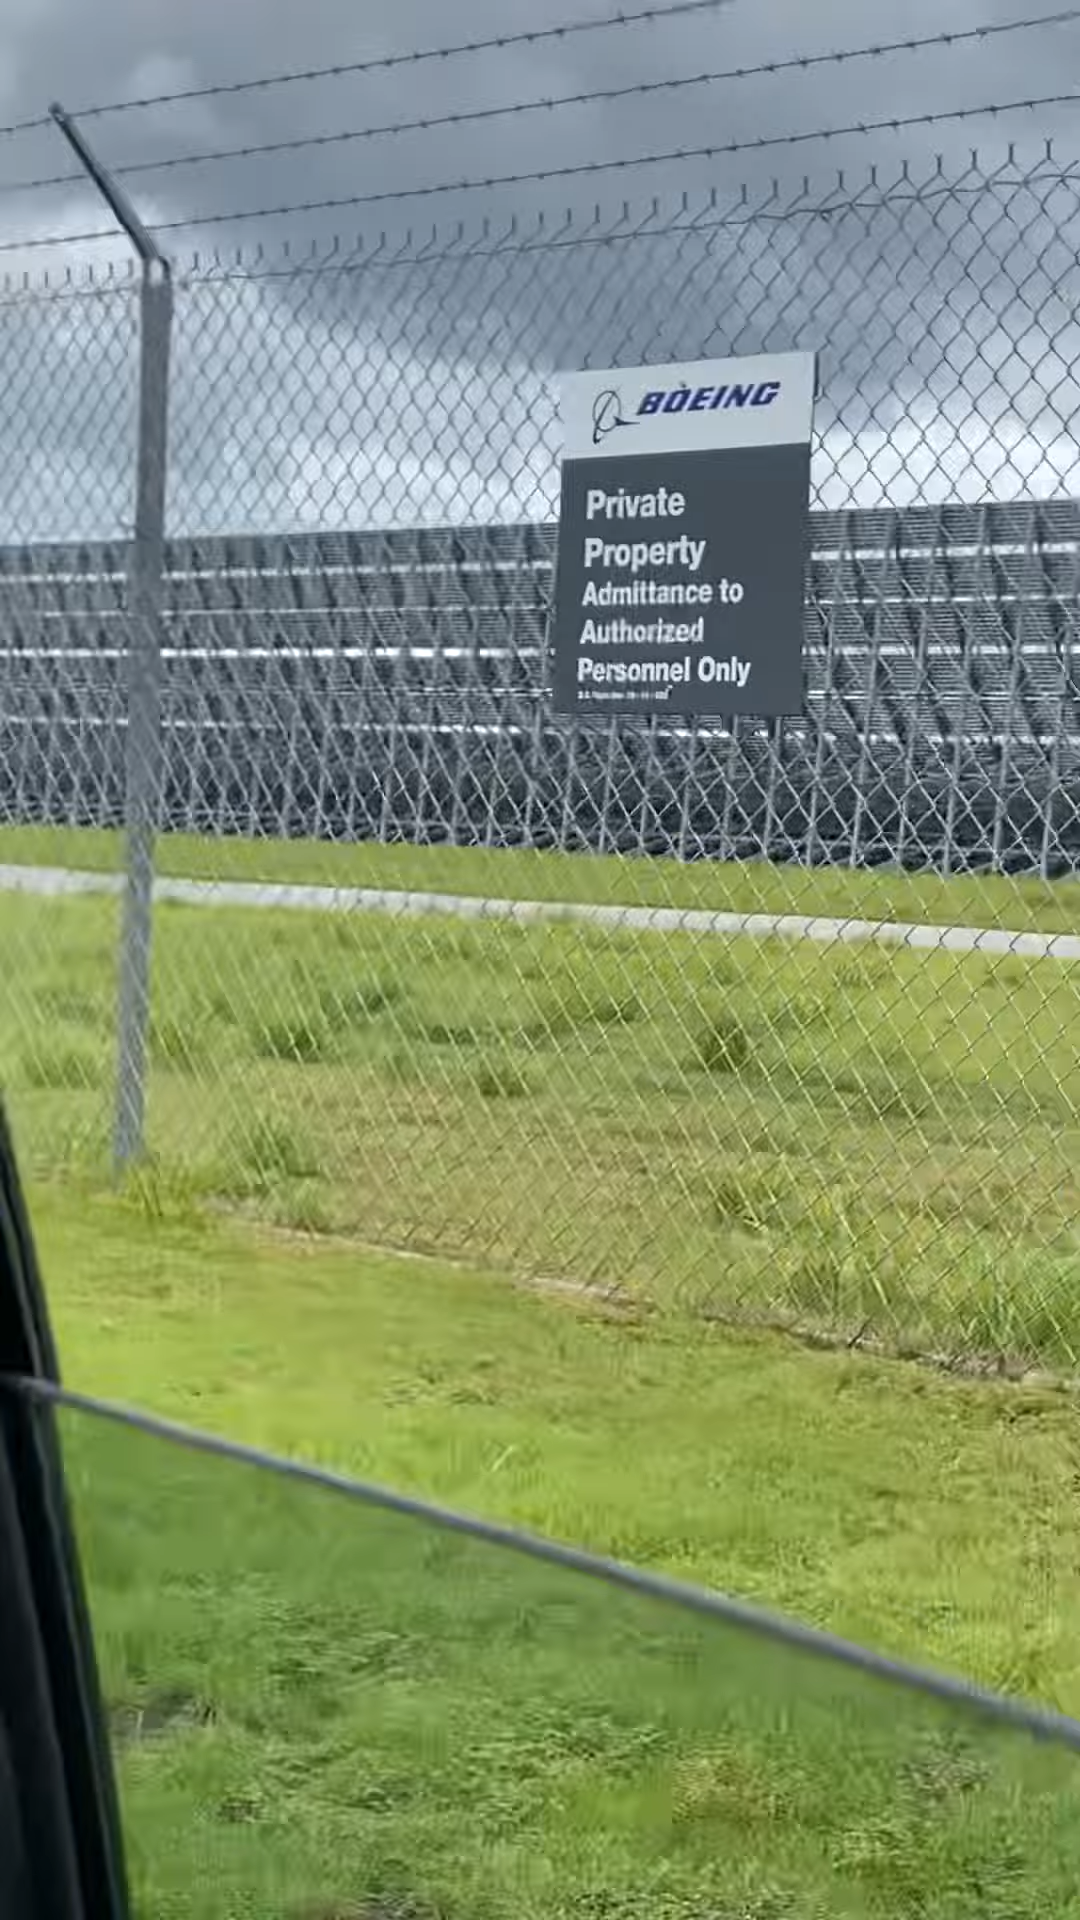 BOEING
Private
Property
Admittance to
Authorized
Personnel Only